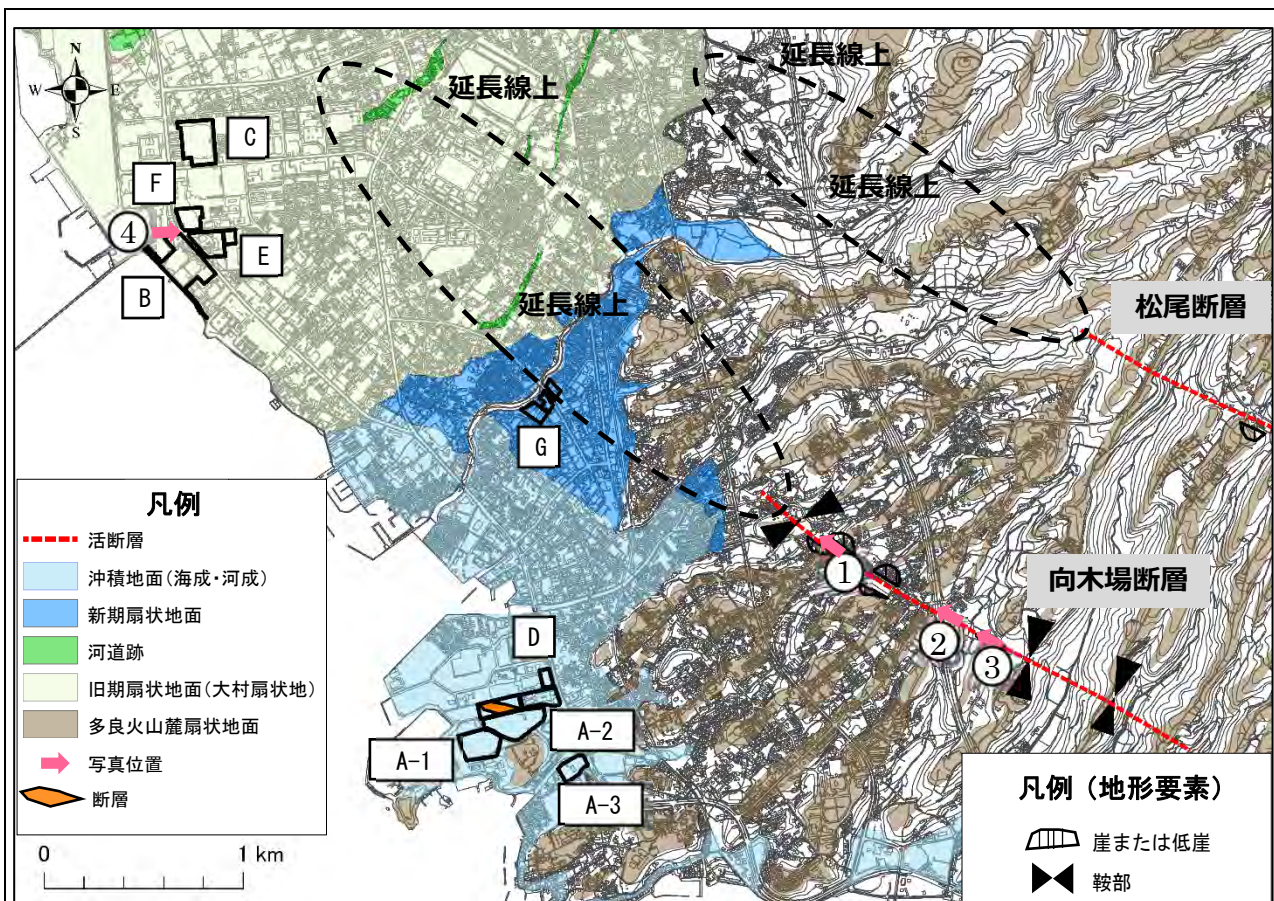 N
W
E
S
延長線上
延長線上
延長線上
延長線上
C
F
④
E
B
松尾断層
G
①
向木場断層
②
③
D
A-2
A-1
A-3
凡例
活断層
沖積地面(海成・河成)
新期扇状地面
河道跡
旧期扇状地面(大村扇状地)
多良火山麓扇状地面
写真位置
断層
0 1 km
凡例（地形要素）
崖または低崖
鞍部